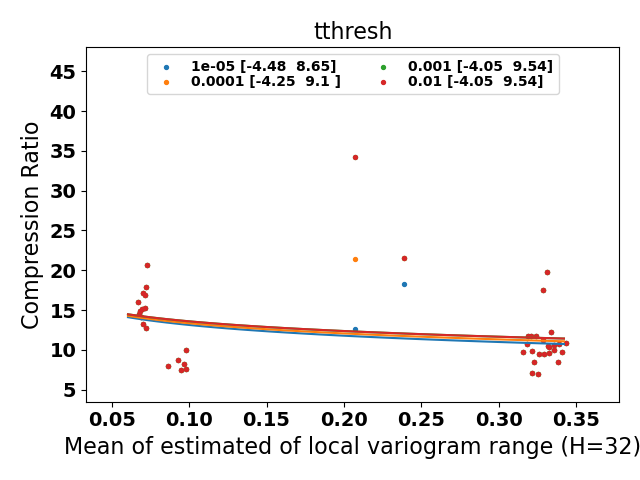 tthresh
1e-05 [-4.48  8.65]
0.0001 [-4.25  9.1 ]
0.001 [-4.05  9.54]
0.01 [-4.05  9.54]
Compression Ratio
45
40
35
30
25
20
15
10
5
0.05 0.10 0.15 0.20 0.25 0.30 0.35
Mean of estimated of local variogram range (H=32)